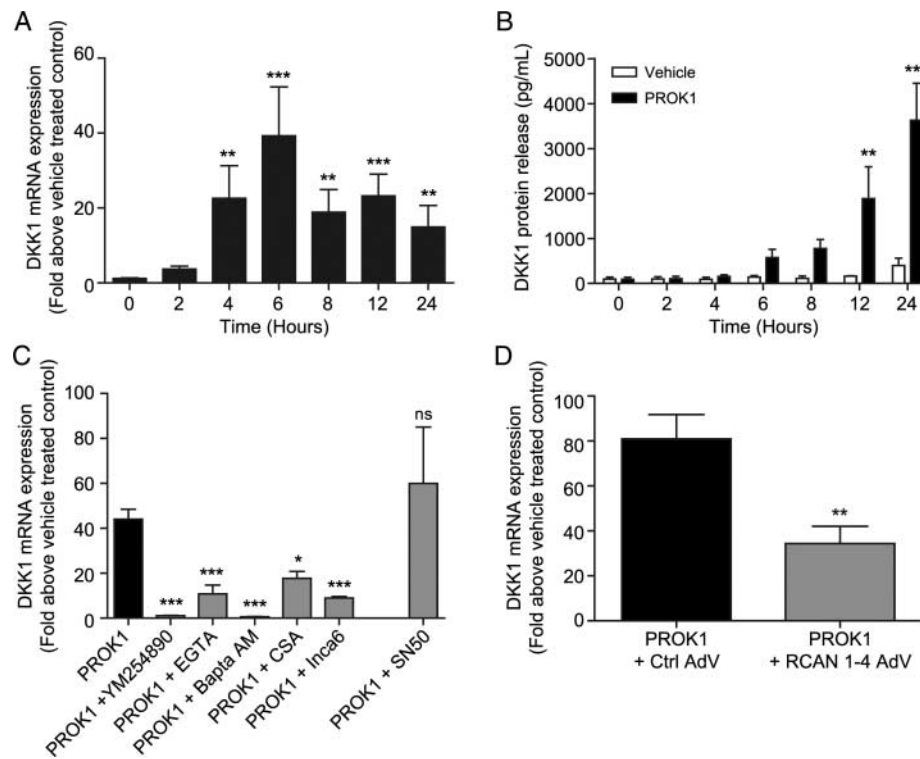 A
DKK1 mRNA expression
(Fold above vehicle treated control)
60
40
20
0
***
**
***
**
**
0 2 4 6 8 12 24
Time (Hours)
B
DKK1 protein release (pg/mL)
5000
4000
3000
2000
1000
0
Vehicle
PROK1
**
**
0 2 4 6 8 12 24
Time (Hours)
C
DKK1 mRNA expression
(Fold above vehicle treated control)
100
80
60
40
20
0
ns
***
***
***
*
***
PROK1
PROK1 +YM254890
PROK1 + EGTA
PROK1 + Bapta AM
PROK1 + CSA
PROK1 + Inca6
PROK1 + SN50
D
DKK1 mRNA expression
(Fold above vehicle treated control)
100
80
60
40
20
0
**
PROK1
+ Ctrl AdV
PROK1
+ RCAN 1-4 AdV